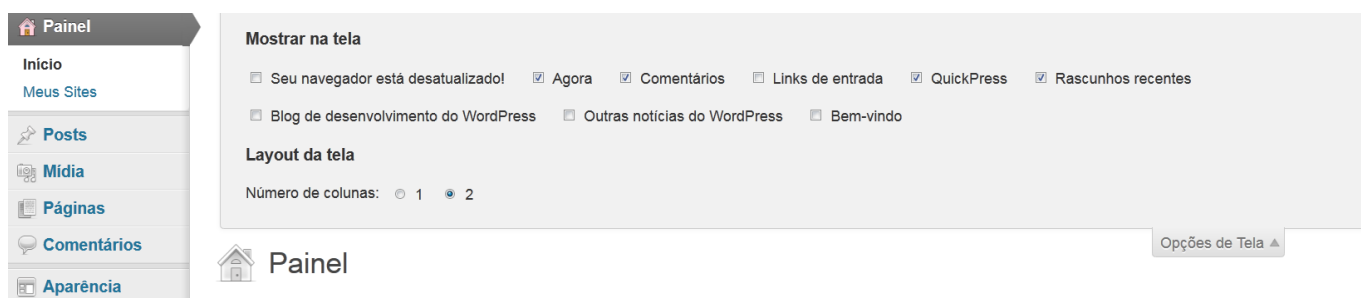 Painel
Início
Meus Sites
Posts
Mídia
Páginas
Comentários
Aparência
Mostrar na tela
Seu navegador está desatualizado! Agora Comentários Links de entrada QuickPress Rascunhos recentes
Blog de desenvolvimento do WordPress Outras notícias do WordPress Bem-vindo
Layout da tela
Número de colunas: 1 2
Opções de Tela
Painel